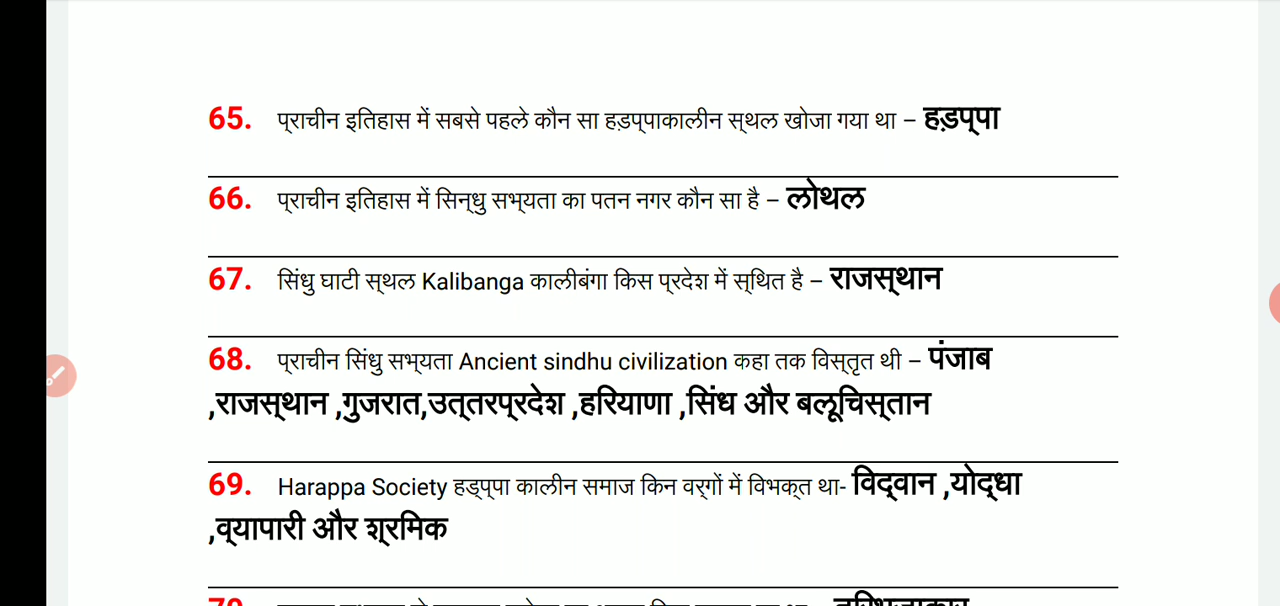 65. प्राचीन इतिहास में सबसे पहले कौन सा हड़प्पाकालीन स्थल खोजा गया था – हड़प्पा
66. प्राचीन इतिहास में सिन्धु सभ्यता का पतन नगर कौन सा है – लोथल
67. सिंधु घाटी स्थल Kalibanga कालीबंगा किस प्रदेश में स्थित है – राजस्थान
68. प्राचीन सिंधु सभ्यता Ancient sindhu civilization कहा तक विस्तृत थी – पंजाब
,राजस्थान ,गुजरात,उत्तरप्रदेश ,हरियाणा ,सिंध और बलूचिस्तान
69. Harappa Society हड्प्पा कालीन समाज किन वर्गों में विभक्त था- विद्वान ,योद्धा
,व्यापारी और श्रमिक